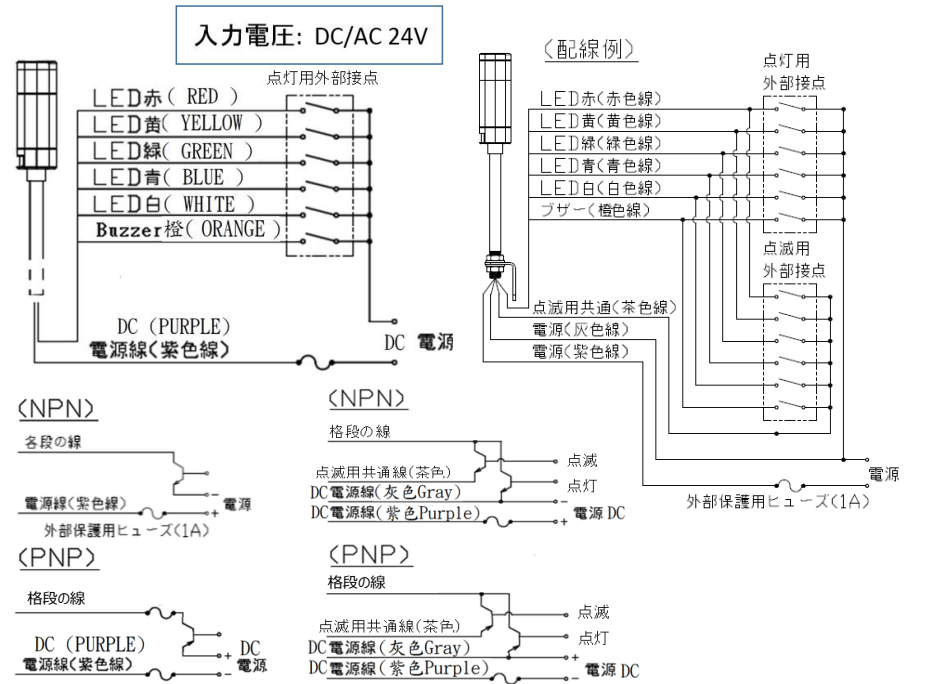 入力電圧: DC/AC 24V
点灯用外部接点
LED赤( RED )
LED黄( YELLOW )
LED緑( GREEN )
LED青( BLUE )
LED白( WHITE )
Buzzer橙( ORANGE )
DC (PURPLE)
電源線(紫色線)
DC 電源
(配線例)
点灯用
外部接点
LED赤(赤色線)
LED黄(黄色線)
LED緑(緑色線)
LED青(青色線)
LED白(白色線)
ブザー(橙色線)
点滅用
外部接点
点滅用共通(茶色線)
電源(灰色線)
電源(紫色線)
電源
外部保護用ヒューズ(1A)
(NPN)
各段の線
電源線(紫色線)
- 電源
+
外部保護用ヒューズ(1A)
(NPN)
格段の線
点滅用共通線(茶色)
点滅
点灯
DC電源線(灰色Gray)
DC電源線(紫色Purple)
-
+ 電源 DC
(PNP)
格段の線
DC (PURPLE)
電源線(紫色線)
+ DC
- 電源
(PNP)
格段の線
点滅用共通線(茶色)
点滅
点灯
DC電源線(灰色Gray)
DC電源線(紫色Purple)
+
- 電源 DC